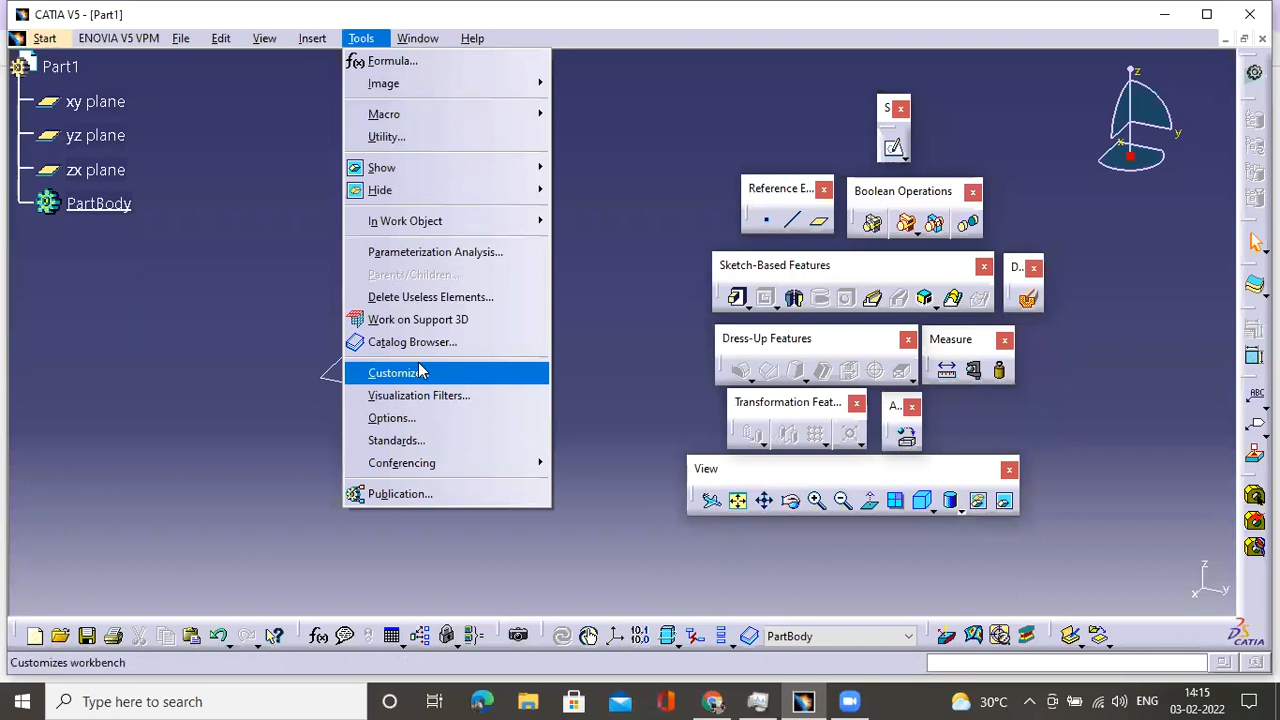 CATIA V5 - [Part1]
Start
ENOVIA V5 VPM
File
Edit
View
Insert
Tools
Window
Help
Part1
xy plane
yz plane
zx plane
PartBody
Formula...
Image
Macro
Utility...
Show
Hide
In Work Object
Parameterization Analysis...
Parents/Children...
Delete Useless Elements...
Work on Support 3D
Catalog Browser...
Customize
Visualization Filters...
Options...
Standards...
Conferencing
Publication...
S
Reference E...
Boolean Operations
Sketch-Based Features
D..
Dress-Up Features
Measure
Transformation Feat...
A..
View
z
y
x
z
x
y
ABC
PartBody
CATIA
Customizes workbench
Type here to search
30°C
ENG
14:15
03-02-2022